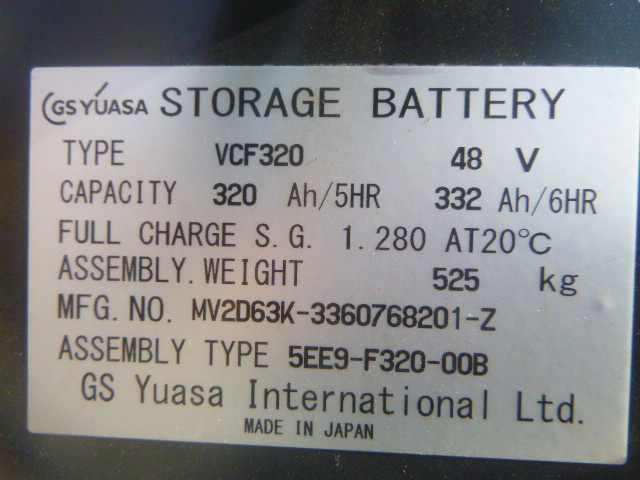 GS YUASA STORAGE BATTERY
TYPE VCF320 48 V
CAPACITY 320 Ah/5HR 332 Ah/6HR
FULL CHARGE S.G. 1.280 AT20℃
ASSEMBLY.WEIGHT 525 kg
MFG.NO. MV2D63K-3360768201-Z
ASSEMBLY TYPE 5EE9-F320-00B
GS Yuasa International Ltd.
MADE IN JAPAN